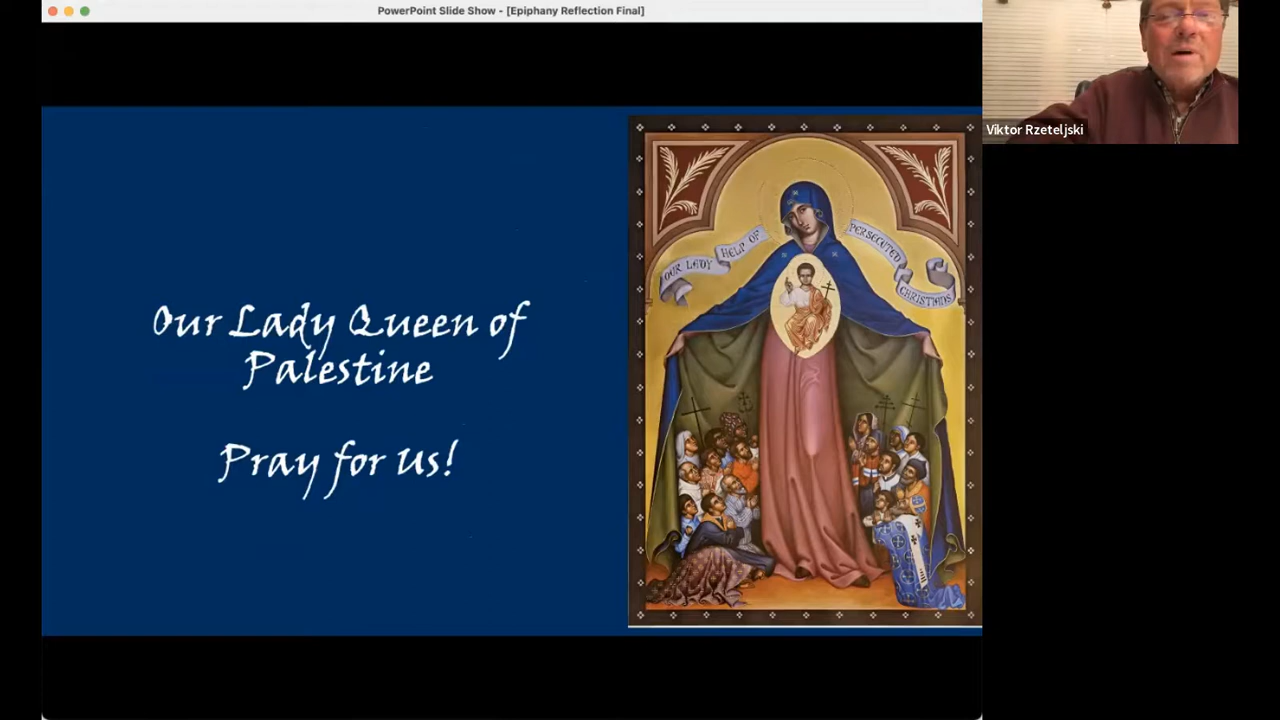 PowerPoint Slide Show - [Epiphany Reflection Final]
Viktor Rzeteljski
OUR LADY HELP OF PERSECUTED CHRISTIANS
Our Lady Queen of
Palestine
Pray for Us!